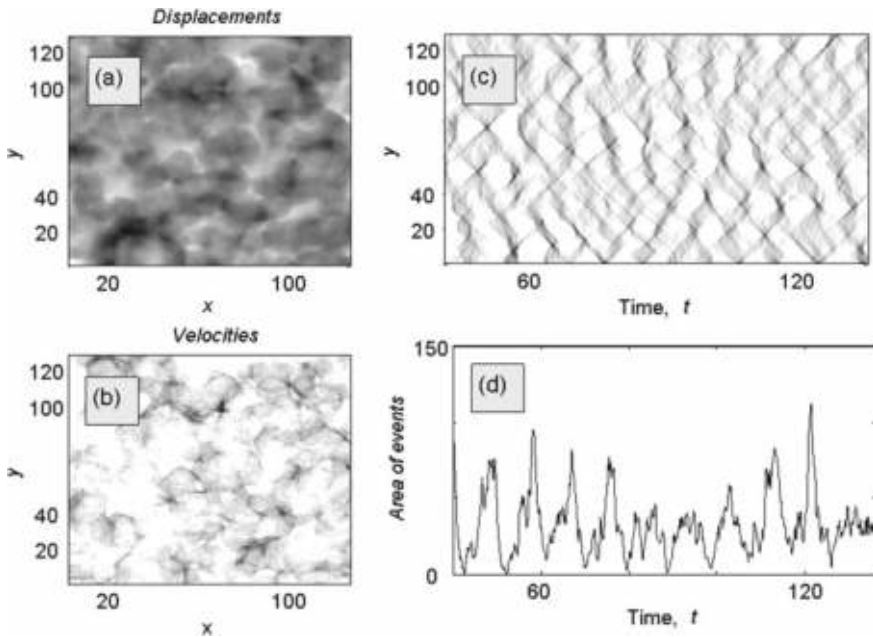 Displacements
(a)
120
100
40
20
y
20 100
x
(c)
120
100
40
20
y
60 120
Time, t
Velocities
(b)
120
100
40
20
y
20 100
x
(d)
150
0
Area of events
60 120
Time, t